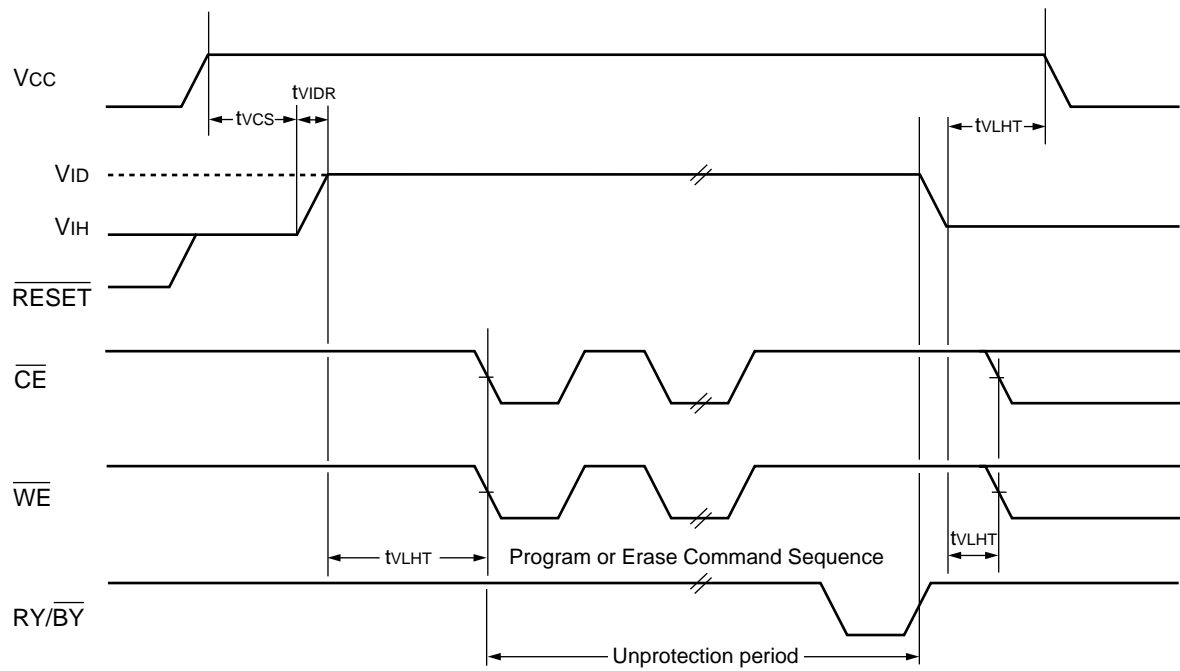 VCC
tVIDR
tVCS
tVLHT
VID
VIH
RESET
CE
WE
tVLHT
Program or Erase Command Sequence
tVLHT
RY/BY
Unprotection period